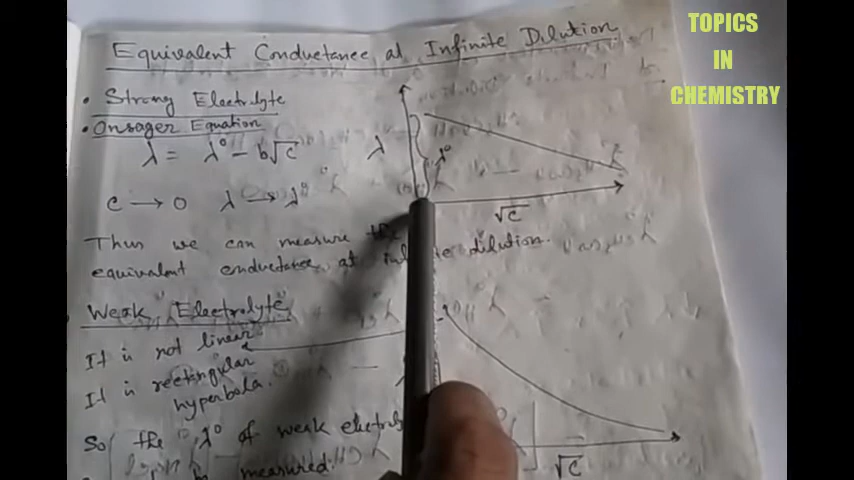 TOPICS
IN
CHEMISTRY
Equivalent Conductance at Infinite Dilution
• Strong Electrolyte
• Onsager Equation
λ = λ° − b√c
c → 0 λ → λ°
Thus we can measure the
equivalent conductance at infinite dilution.
λ
λ°
√c
• Weak Electrolyte
It is not linear
It is rectangular
hyperbola.
So the λ° of weak
measured.
√c